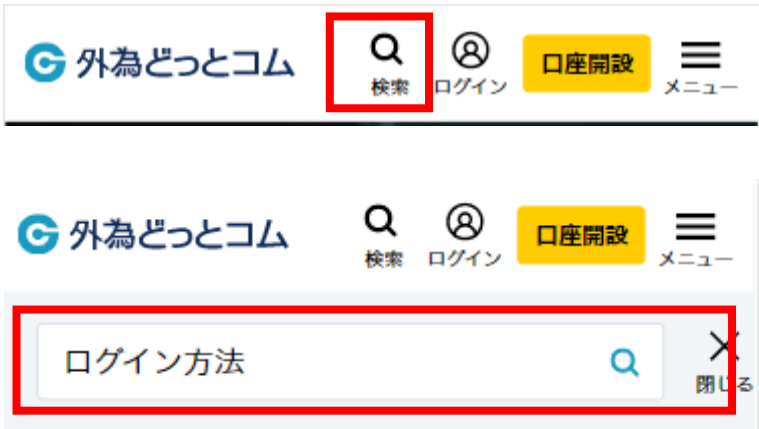 外為どっとコム
検索
ログイン
口座開設
メニュー
外為どっとコム
検索
ログイン
口座開設
メニュー
ログイン方法
閉じる